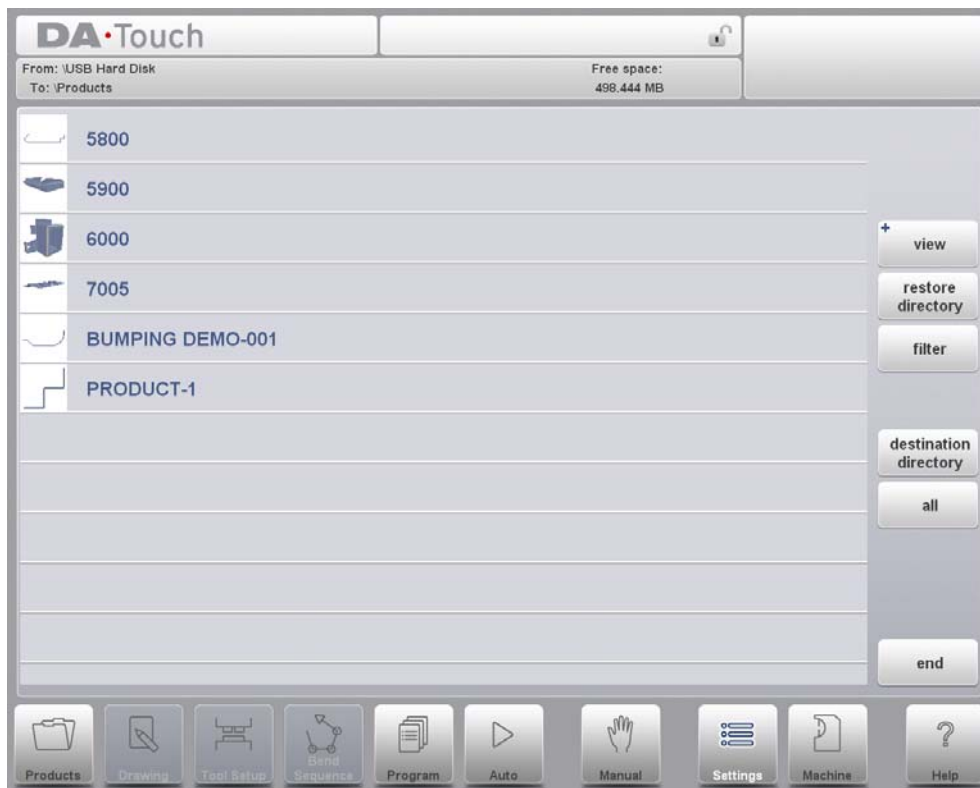 DA·Touch
From: \USB Hard Disk
To: \Products
Free space:
498.444 MB
5800
5900
6000
7005
BUMPING DEMO-001
PRODUCT-1
view
restore
directory
filter
destination
directory
all
end
Products
Drawing
Tool Setup
Bend
Sequence
Program
Auto
Manual
Settings
Machine
Help